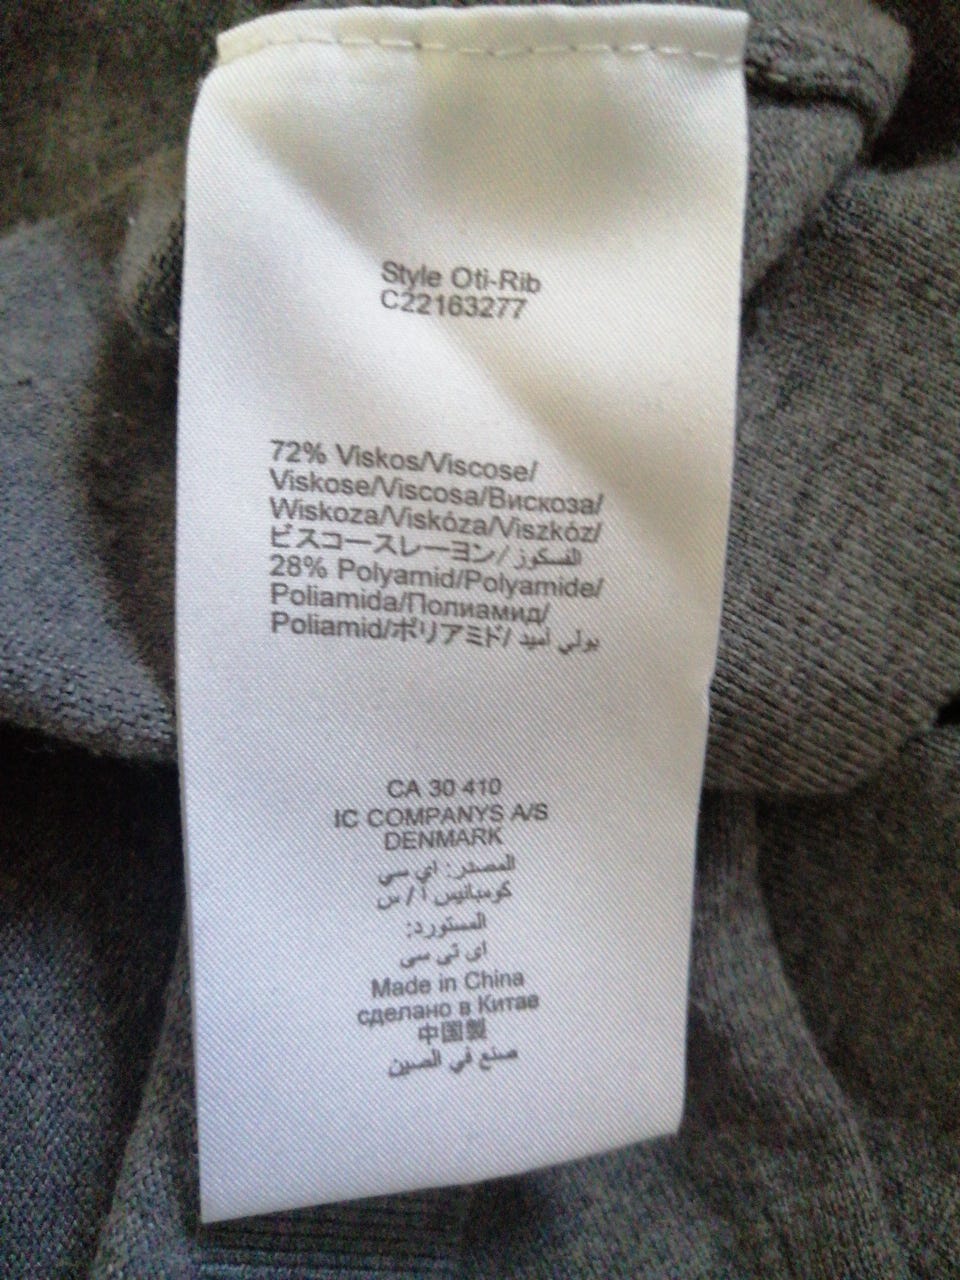 Style Oti-Rib
C22163277
72% Viskos/Viscose/
Viskose/Viscosa/Вискоза/
Wiskoza/Viskóza/Viszkóz/
ビスコースレーヨン/ الفسكوز
28% Polyamid/Polyamide/
Poliamida/Полиамид/
Poliamid/ポリアミド/ بولي أميد
CA 30 410
IC COMPANYS A/S
DENMARK
المصدر: اي سي
كومبانيس ا / س
المستورد:
اى تى سى
Made in China
сделано в Китае
中国製
صنع في الصين